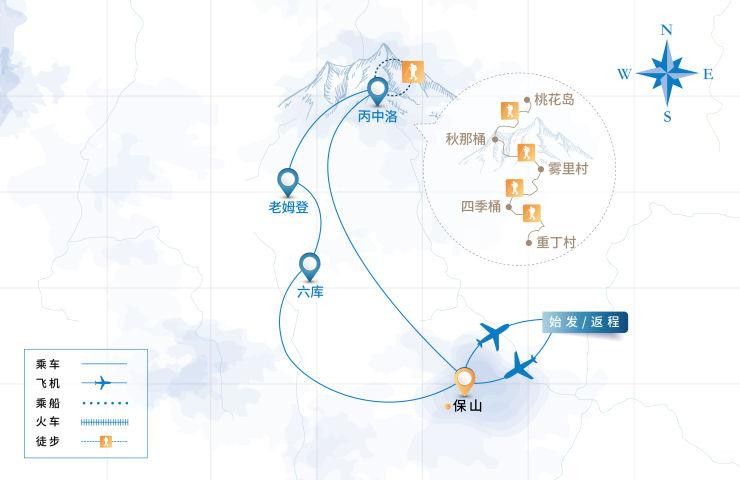 N
W
E
S
丙中洛
桃花岛
秋那桶
雾里村
四季桶
重丁村
老姆登
六库
始发/返程
保山
乘车
飞机
乘船
火车
徒步